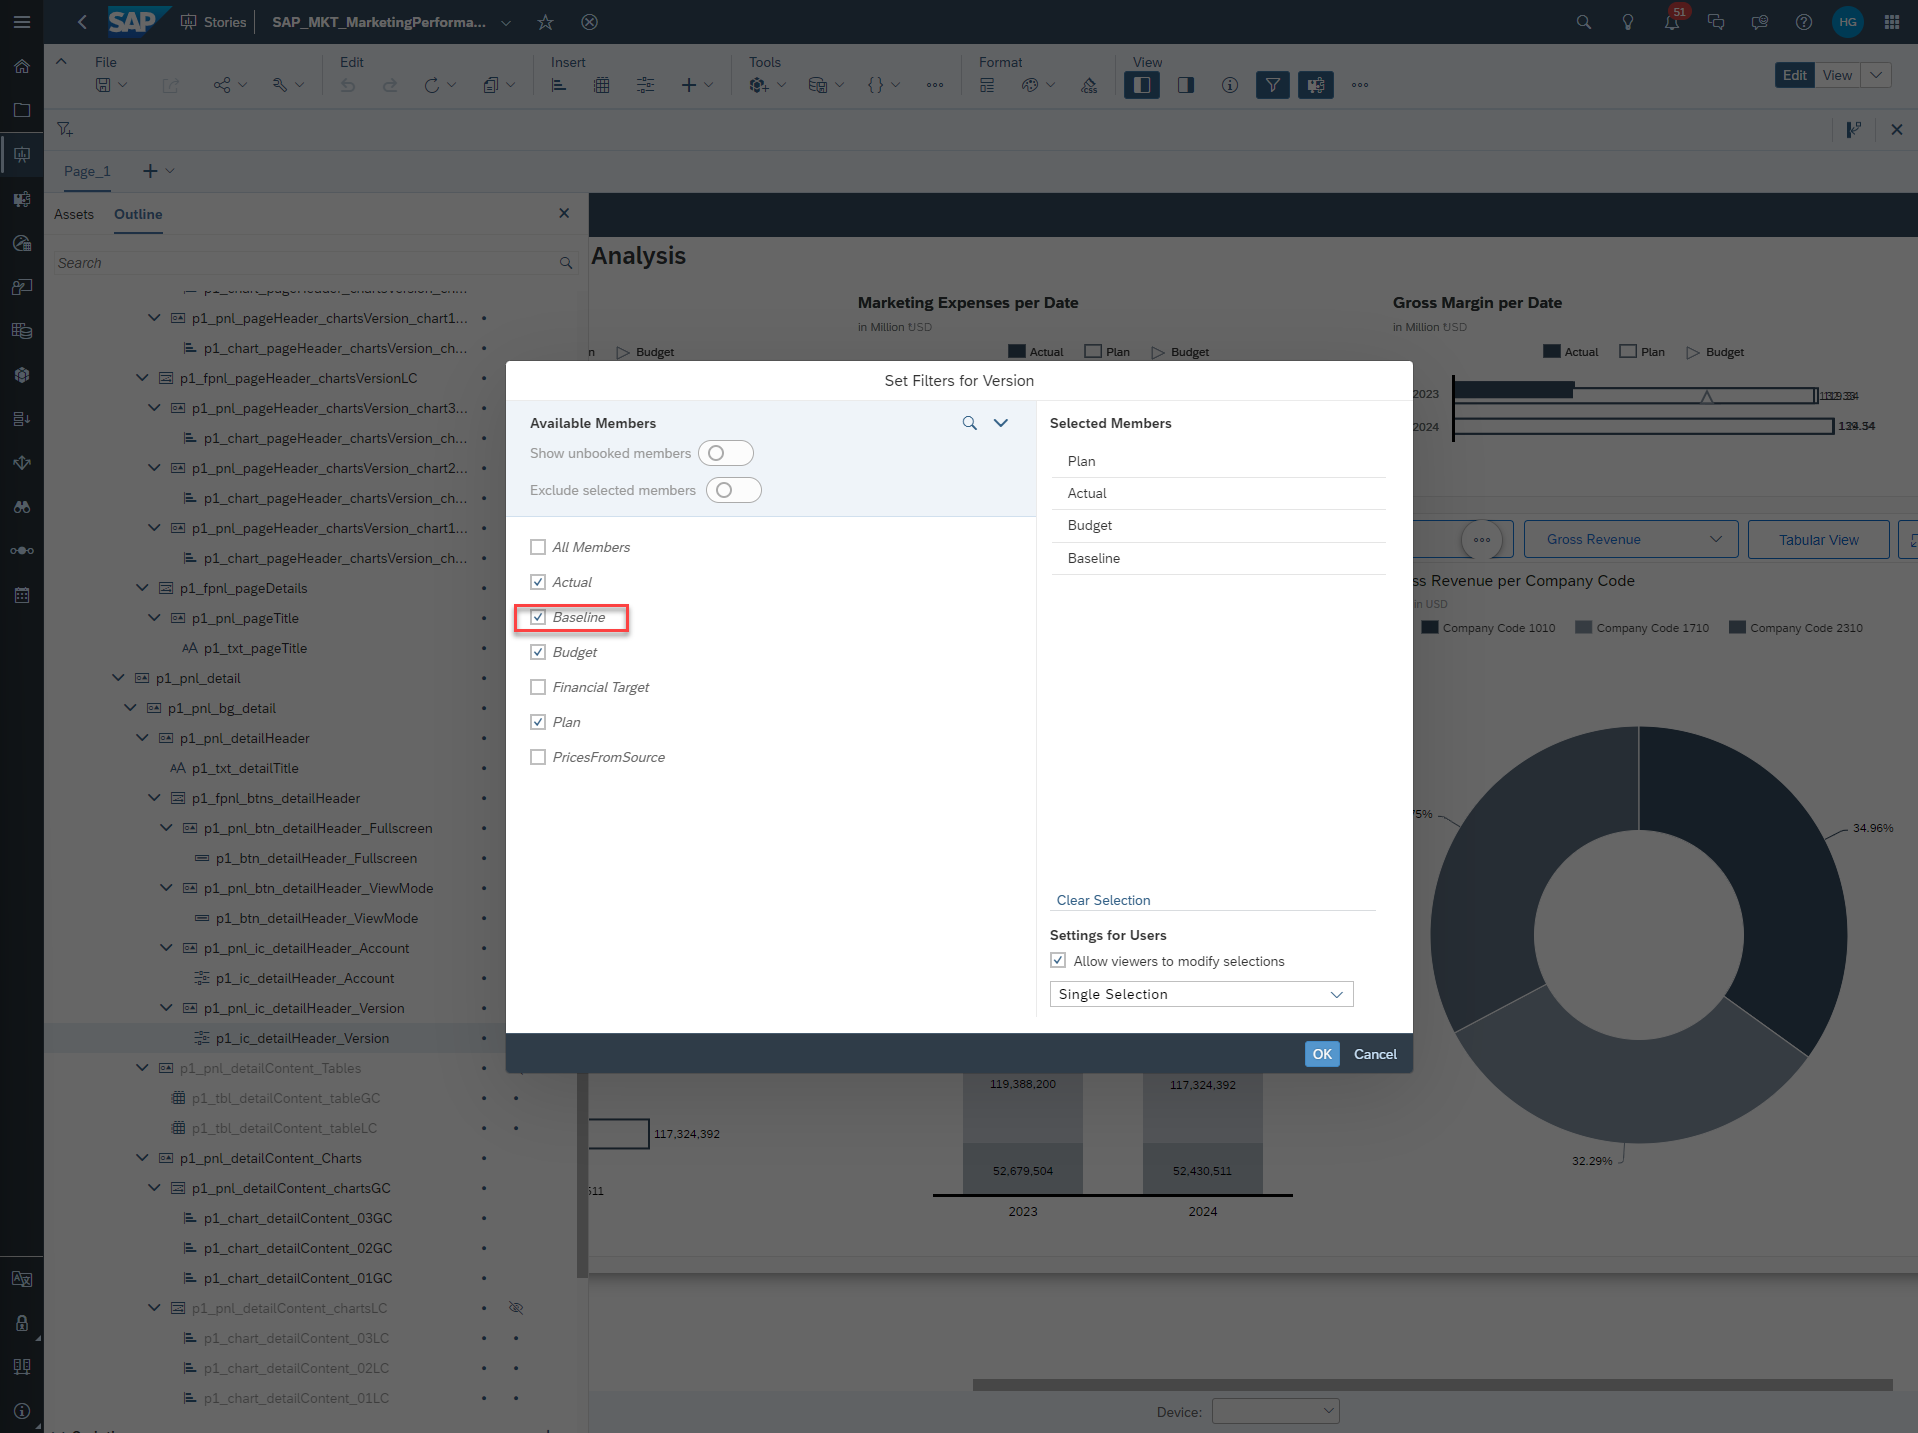 SAP
Stories
SAP_MKT_MarketingPerforma...
51
HG
File
Edit
Insert
Tools
Format
View
Edit
View
Page_1
Assets
Outline
Search
p1_pnl_pageHeader_chartsVersion_chart1...
p1_chart_pageHeader_chartsVersion_ch...
p1_fpnl_pageHeader_chartsVersionLC
p1_pnl_pageHeader_chartsVersion_chart3...
p1_chart_pageHeader_chartsVersion_ch...
p1_pnl_pageHeader_chartsVersion_chart2...
p1_chart_pageHeader_chartsVersion_ch...
p1_pnl_pageHeader_chartsVersion_chart1...
p1_chart_pageHeader_chartsVersion_ch...
p1_fpnl_pageDetails
p1_pnl_pageTitle
p1_txt_pageTitle
p1_pnl_detail
p1_pnl_bg_detail
p1_pnl_detailHeader
p1_txt_detailTitle
p1_fpnl_btns_detailHeader
p1_pnl_btn_detailHeader_Fullscreen
p1_btn_detailHeader_Fullscreen
p1_pnl_btn_detailHeader_ViewMode
p1_btn_detailHeader_ViewMode
p1_pnl_ic_detailHeader_Account
p1_ic_detailHeader_Account
p1_pnl_ic_detailHeader_Version
p1_ic_detailHeader_Version
p1_pnl_detailContent_Tables
p1_tbl_detailContent_tableGC
p1_tbl_detailContent_tableLC
p1_pnl_detailContent_Charts
p1_pnl_detailContent_chartsGC
p1_chart_detailContent_03GC
p1_chart_detailContent_02GC
p1_chart_detailContent_01GC
p1_pnl_detailContent_chartsLC
p1_chart_detailContent_03LC
p1_chart_detailContent_02LC
p1_chart_detailContent_01LC
Analysis
Budget
Marketing Expenses per Date
in Million USD
Actual
Plan
Budget
Gross Margin per Date
in Million USD
Actual
Plan
Budget
2023
2024
Set Filters for Version
Available Members
Show unbooked members
Exclude selected members
All Members
Actual
Baseline
Budget
Financial Target
Plan
PricesFromSource
Selected Members
Plan
Actual
Budget
Baseline
Clear Selection
Settings for Users
Allow viewers to modify selections
Single Selection
OK
Cancel
Gross Revenue
Tabular View
ss Revenue per Company Code
in USD
Company Code 1010
Company Code 1710
Company Code 2310
75%
34.96%
32.29%
119,388,200
117,324,392
117,324,392
52,679,504
52,430,511
511
2023
2024
Device: